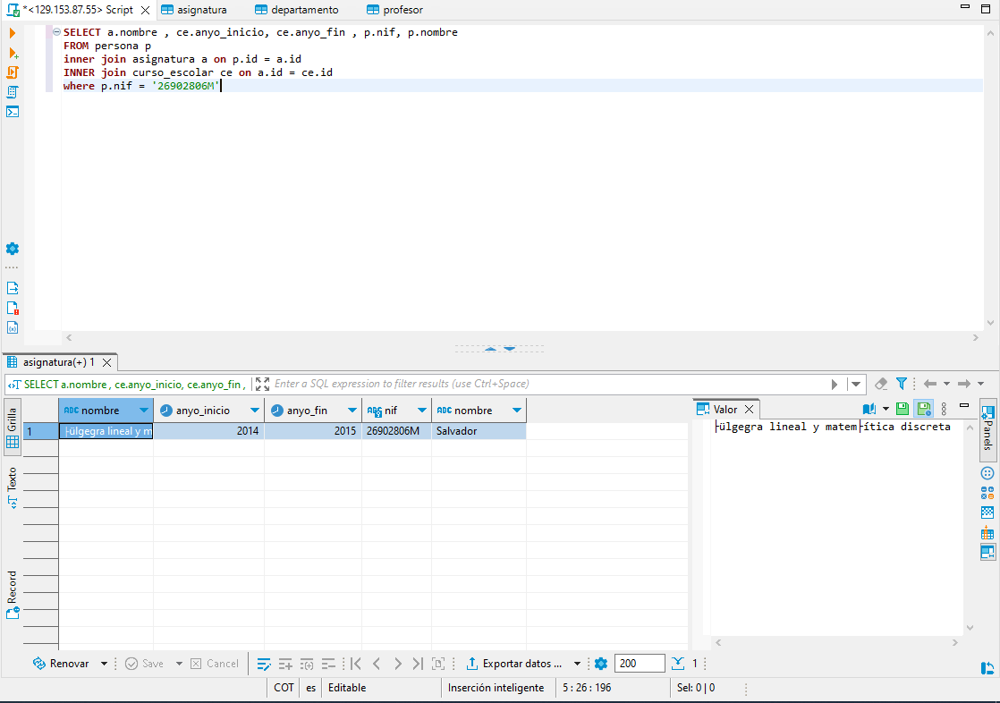 *<129.153.87.55> Script
asignatura
departamento
profesor
SELECT a.nombre , ce.anyo_inicio, ce.anyo_fin , p.nif, p.nombre
FROM persona p
inner join asignatura a on p.id = a.id
INNER join curso_escolar ce on a.id = ce.id
where p.nif = '26902806M'
asignatura(+) 1
SELECT a.nombre , ce.anyo_inicio, ce.anyo_fin ,
Enter a SQL expression to filter results (use Ctrl+Space)
Grilla
Texto
Record
ABC nombre
anyo_inicio
anyo_fin
ABC nif
ABC nombre
1
├ülgegra lineal y m
2014
2015
26902806M
Salvador
Valor
├ülgegra lineal y matem├ítica discreta
Panels
Renovar
Save
Cancel
Exportar datos ...
200
1
COT
es
Editable
Inserción inteligente
5 : 26 : 196
Sel: 0 | 0